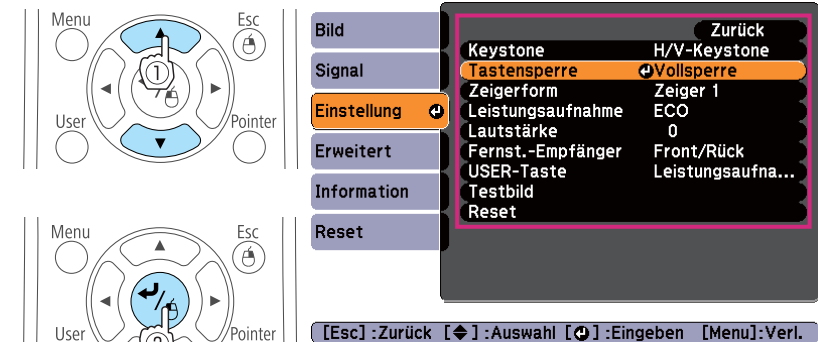 Menu
Esc
①
User
Pointer
Menu
Esc
②
User
Pointer
Bild
Signal
Einstellung
Erweitert
Information
Reset
Zurück
Keystone H/V-Keystone
Tastensperre Vollsperre
Zeigerform Zeiger 1
Leistungsaufnahme ECO
Lautstärke 0
Fernst.-Empfänger Front/Rück
USER-Taste Leistungsaufna...
Testbild
Reset
[Esc] :Zurück [◆] :Auswahl [↵] :Eingeben [Menu]:Verl.